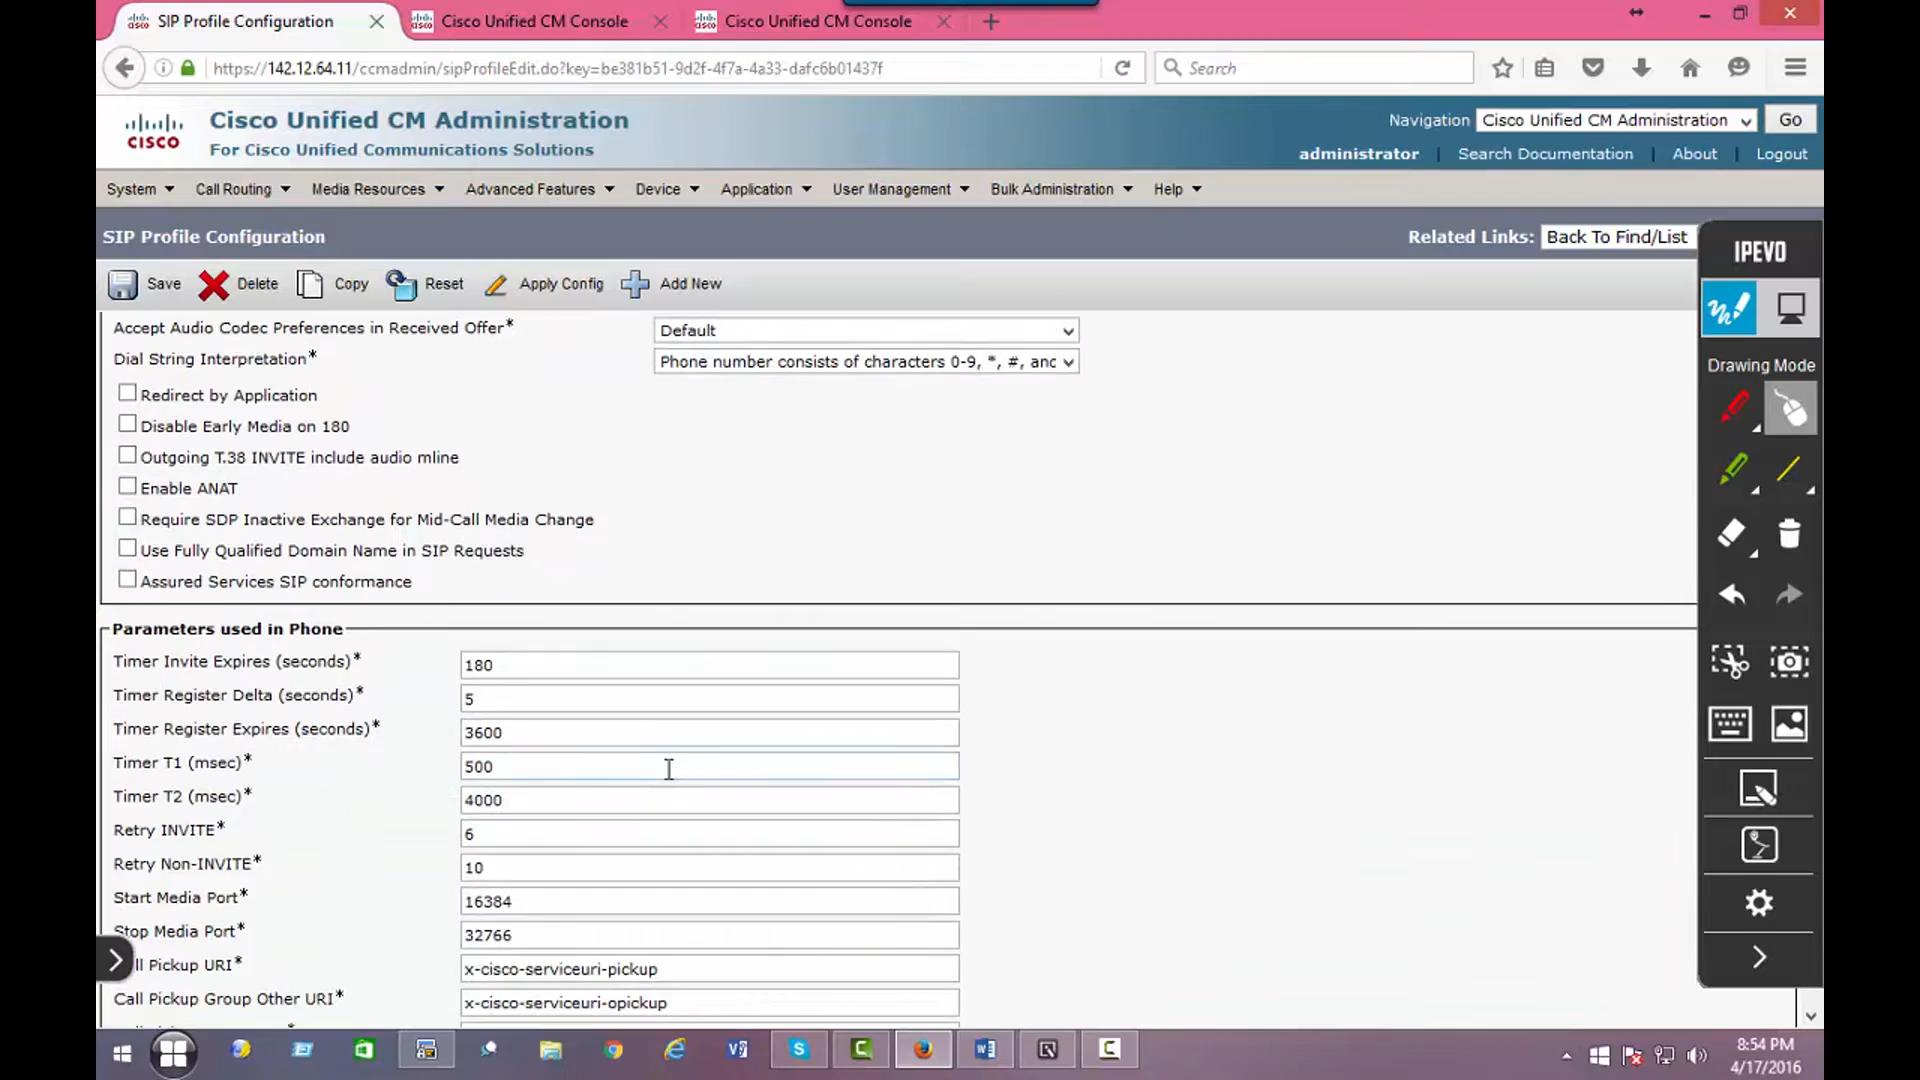 SIP Profile Configuration
Cisco Unified CM Console
Cisco Unified CM Console
https://142.12.64.11/ccmadmin/sipProfileEdit.do?key=be381b51-9d2f-4f7a-4a33-dafc6b01437f
Search
CISCO
Cisco Unified CM Administration
For Cisco Unified Communications Solutions
Navigation Cisco Unified CM Administration Go
administrator | Search Documentation | About | Logout
System Call Routing Media Resources Advanced Features Device Application User Management Bulk Administration Help
SIP Profile Configuration
Related Links: Back To Find/List
Save Delete Copy Reset Apply Config Add New
Accept Audio Codec Preferences in Received Offer* Default
Dial String Interpretation* Phone number consists of characters 0-9, *, #, and
Redirect by Application
Disable Early Media on 180
Outgoing T.38 INVITE include audio mline
Enable ANAT
Require SDP Inactive Exchange for Mid-Call Media Change
Use Fully Qualified Domain Name in SIP Requests
Assured Services SIP conformance
Parameters used in Phone
Timer Invite Expires (seconds)* 180
Timer Register Delta (seconds)* 5
Timer Register Expires (seconds)* 3600
Timer T1 (msec)* 500
Timer T2 (msec)* 4000
Retry INVITE* 6
Retry Non-INVITE* 10
Start Media Port* 16384
Stop Media Port* 32766
ll Pickup URI* x-cisco-serviceuri-pickup
Call Pickup Group Other URI* x-cisco-serviceuri-opickup
IPEVO
Drawing Mode
8:54 PM
4/17/2016